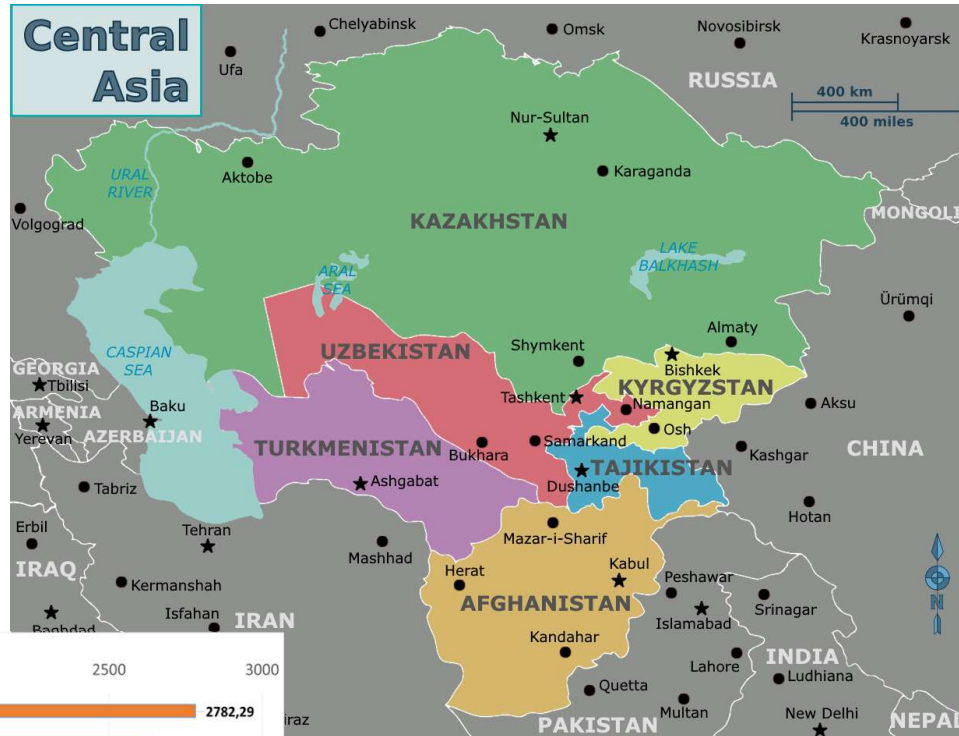 Central
Asia
Chelyabinsk
Omsk
Novosibirsk
Krasnoyarsk
Ufa
RUSSIA
400 km
400 miles
Nur-Sultan
Aktobe
Karaganda
URAL
RIVER
Volgograd
KAZAKHSTAN
MONGOLI
ARAL
SEA
LAKE
BALKHASH
Ürümqi
Almaty
UZBEKISTAN
Shymkent
CASPIAN
SEA
GEORGIA
Tbilisi
Bishkek
KYRGYZSTAN
Tashkent
Namangan
Aksu
ARMENIA
Baku
Yerevan
AZERBAIJAN
Osh
TURKMENISTAN
Bukhara
Samarkand
Kashgar
CHINA
TAJIKISTAN
Dushanbe
Tabriz
Ashgabat
Hotan
Erbil
Tehran
Mashhad
Mazar-i-Sharif
IRAQ
Kermanshah
Herat
Kabul
Peshawar
Srinagar
N
AFGHANISTAN
Islamabad
Isfahan
IRAN
Baghdad
Kandahar
Lahore
INDIA
Ludhiana
2500
3000
Quetta
Multan
2782,29
iraz
PAKISTAN
New Delhi
NEPAL